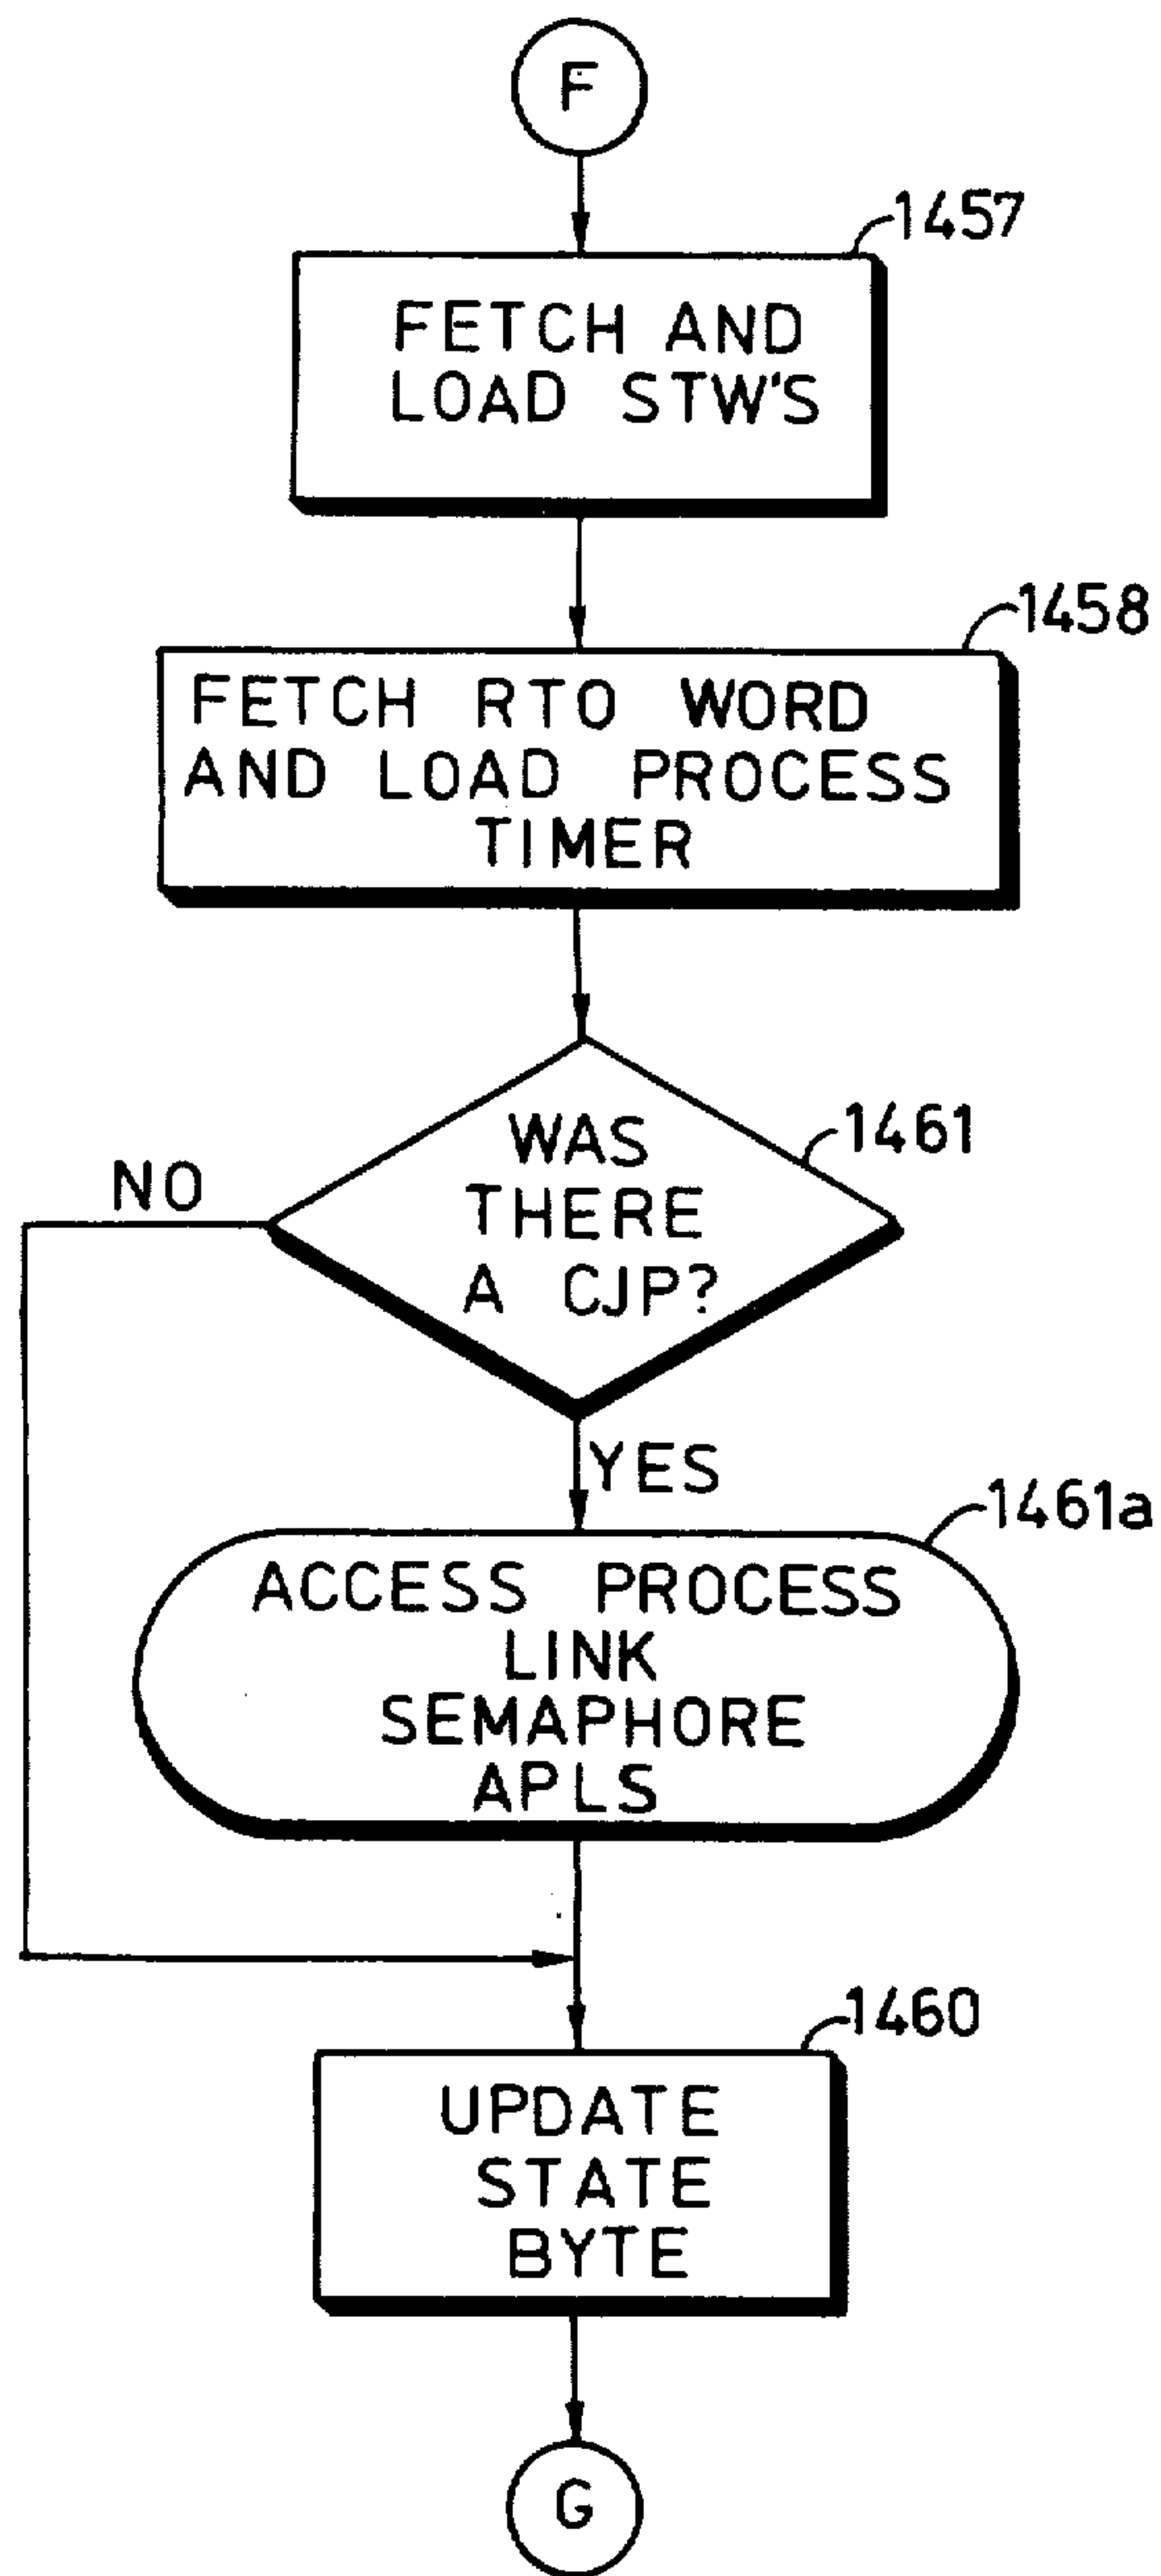 F
1457
FETCH AND
LOAD STW'S
1458
FETCH RTO WORD
AND LOAD PROCESS
TIMER
1461
WAS
THERE
A CJP?
NO
YES
1461a
ACCESS PROCESS
LINK
SEMAPHORE
APLS
1460
UPDATE
STATE
BYTE
G